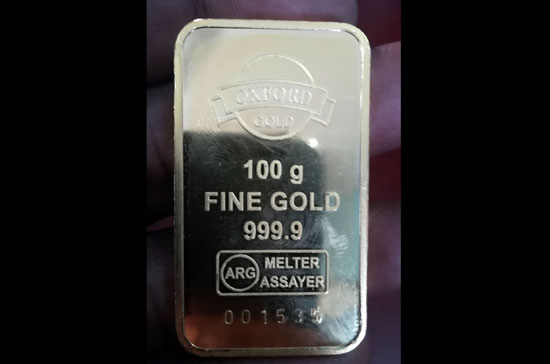 OXFORD
GOLD
100 g
FINE GOLD
999.9
ARG MELTER
ASSAYER
001535